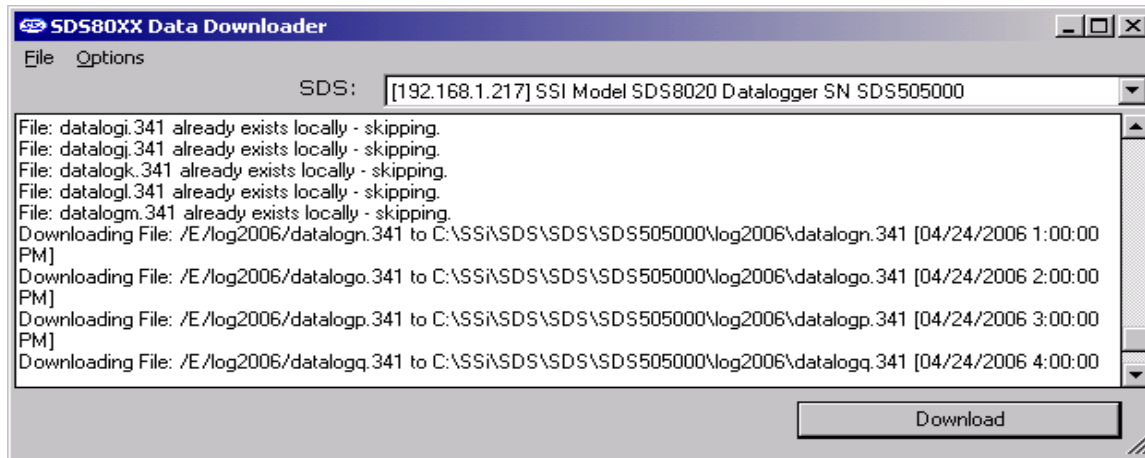 SDS80XX Data Downloader
File Options
SDS: [192.168.1.217] SSI Model SDS8020 Datalogger SN SDS505000
File: datalogi.341 already exists locally - skipping.
File: datalogj.341 already exists locally - skipping.
File: datalogk.341 already exists locally - skipping.
File: datalogl.341 already exists locally - skipping.
File: datalogm.341 already exists locally - skipping.
Downloading File: /E/log2006/datalogn.341 to C:\SSi\SDS\SDS\SDS505000\log2006\datalogn.341 [04/24/2006 1:00:00
PM]
Downloading File: /E/log2006/datalogo.341 to C:\SSi\SDS\SDS\SDS505000\log2006\datalogo.341 [04/24/2006 2:00:00
PM]
Downloading File: /E/log2006/datalogp.341 to C:\SSi\SDS\SDS\SDS505000\log2006\datalogp.341 [04/24/2006 3:00:00
PM]
Downloading File: /E/log2006/datalogq.341 to C:\SSi\SDS\SDS\SDS505000\log2006\datalogq.341 [04/24/2006 4:00:00
Download